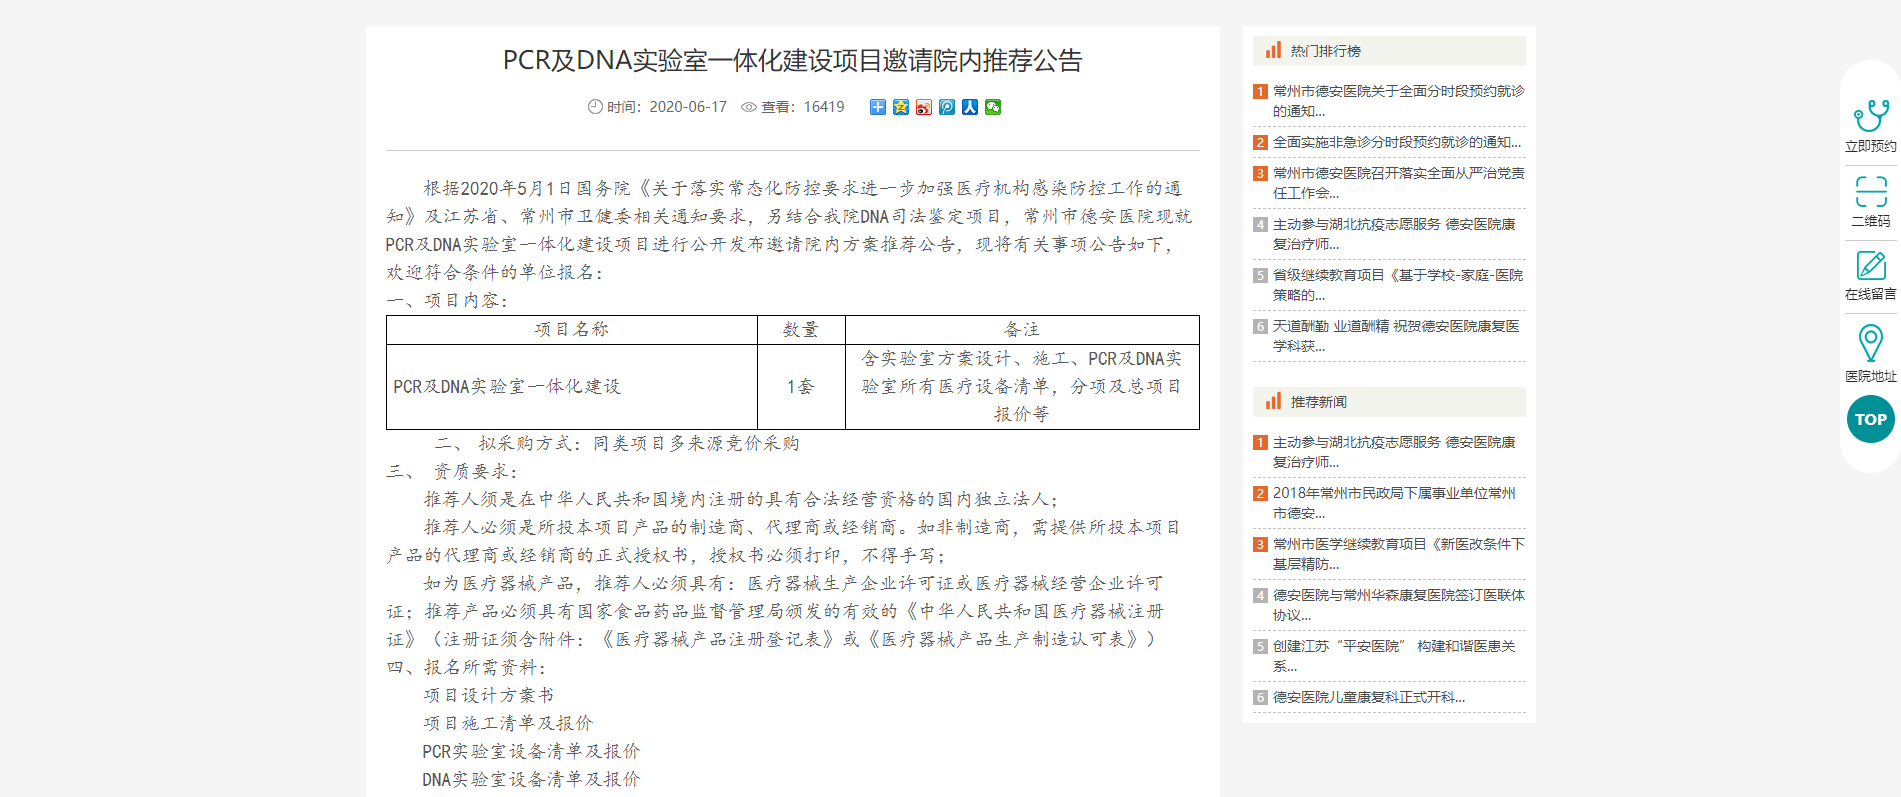 PCR及DNA实验室一体化建设项目邀请院内推荐公告
时间：2020-06-17 查看：16419
根据2020年5月1日国务院《关于落实常态化防控要求进一步加强医疗机构感染防控工作的通
知》及江苏省、常州市卫健委相关通知要求，另结合我院DNA司法鉴定项目，常州市德安医院现就
PCR及DNA实验室一体化建设项目进行公开发布邀请院内方案推荐公告，现将有关事项公告如下，
欢迎符合条件的单位报名：
一、项目内容：
项目名称 数量 备注
PCR及DNA实验室一体化建设 1套 含实验室方案设计、施工、PCR及DNA实
验室所有医疗设备清单，分项及总项目
报价等
二、 拟采购方式：同类项目多来源竞价采购
三、 资质要求：
推荐人须是在中华人民共和国境内注册的具有合法经营资格的国内独立法人；
推荐人必须是所投本项目产品的制造商、代理商或经销商。如非制造商，需提供所投本项目
产品的代理商或经销商的正式授权书，授权书必须打印，不得手写；
如为医疗器械产品，推荐人必须具有：医疗器械生产企业许可证或医疗器械经营企业许可
证；推荐产品必须具有国家食品药品监督管理局颁发的有效的《中华人民共和国医疗器械注册
证》（注册证须含附件：《医疗器械产品注册登记表》或《医疗器械产品生产制造认可表》）
四、报名所需资料：
项目设计方案书
项目施工清单及报价
PCR实验室设备清单及报价
DNA实验室设备清单及报价
热门排行榜
1 常州市德安医院关于全面分时段预约就诊
的通知...
2 全面实施非急诊分时段预约就诊的通知...
3 常州市德安医院召开落实全面从严治党责
任工作会...
4 主动参与湖北抗疫志愿服务 德安医院康
复治疗师...
5 省级继续教育项目《基于学校-家庭-医院
策略的...
6 天道酬勤 业道酬精 祝贺德安医院康复医
学科获...
推荐新闻
1 主动参与湖北抗疫志愿服务 德安医院康
复治疗师...
2 2018年常州市民政局下属事业单位常州
市德安...
3 常州市医学继续教育项目《新医改条件下
基层精防...
4 德安医院与常州华森康复医院签订医联体
协议...
5 创建江苏“平安医院” 构建和谐医患关
系...
6 德安医院儿童康复科正式开科...
立即预约
二维码
在线留言
医院地址
TOP